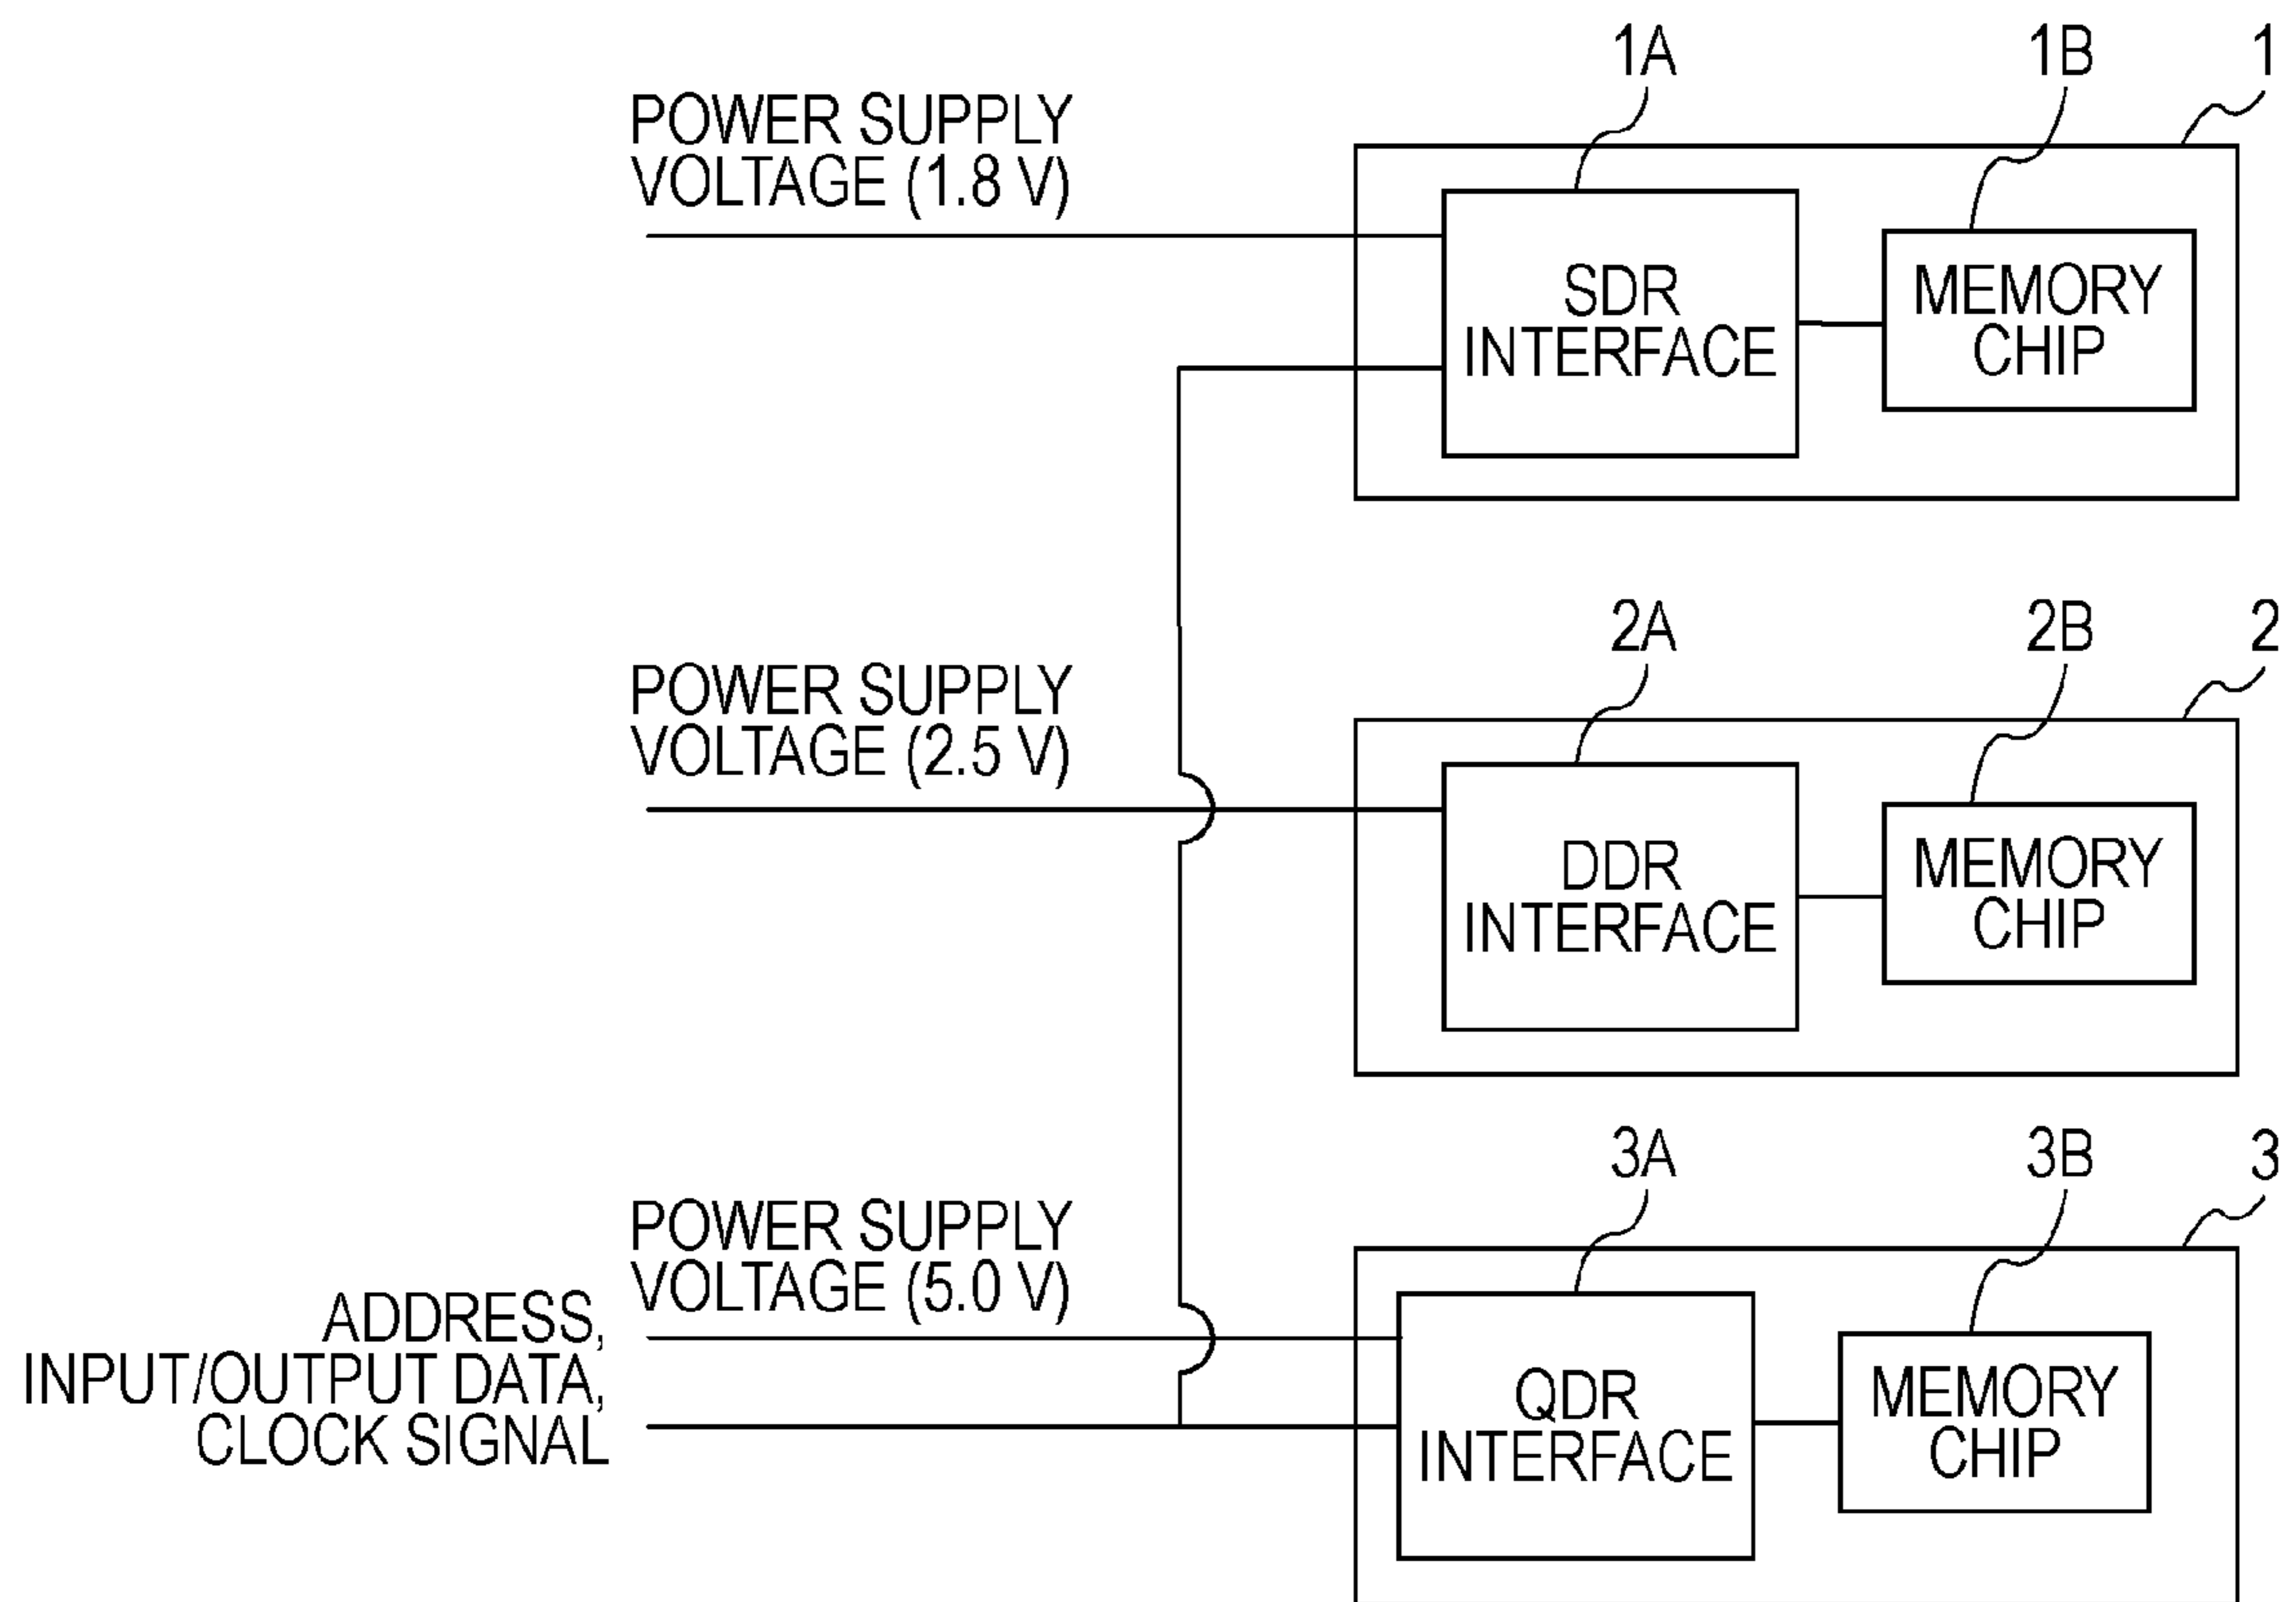 1A
1B
1
POWER SUPPLY
VOLTAGE (1.8 V)
SDR
INTERFACE
MEMORY
CHIP
2A
2B
2
POWER SUPPLY
VOLTAGE (2.5 V)
DDR
INTERFACE
MEMORY
CHIP
3A
3B
3
POWER SUPPLY
VOLTAGE (5.0 V)
ADDRESS,
INPUT/OUTPUT DATA,
CLOCK SIGNAL
QDR
INTERFACE
MEMORY
CHIP